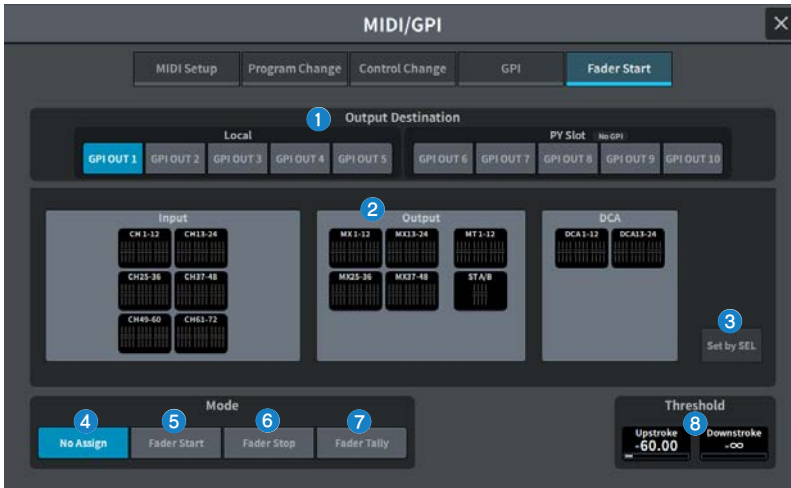 MIDI/GPI
MIDI Setup
Program Change
Control Change
GPI
Fader Start
1
Output Destination
Local
PY Slot
No GPI
GPI OUT 1
GPI OUT 2
GPI OUT 3
GPI OUT 4
GPI OUT 5
GPI OUT 6
GPI OUT 7
GPI OUT 8
GPI OUT 9
GPI OUT 10
2
Input
CH 1-12
CH13-24
CH25-36
CH37-48
CH49-60
CH61-72
Output
MX 1-12
MX13-24
MT 1-12
MX25-36
MX37-48
ST A/B
DCA
DCA 1-12
DCA13-24
3
Set by SEL
Mode
4
No Assign
5
Fader Start
6
Fader Stop
7
Fader Tally
Threshold
8
Upstroke
-60.00
Downstroke
-∞